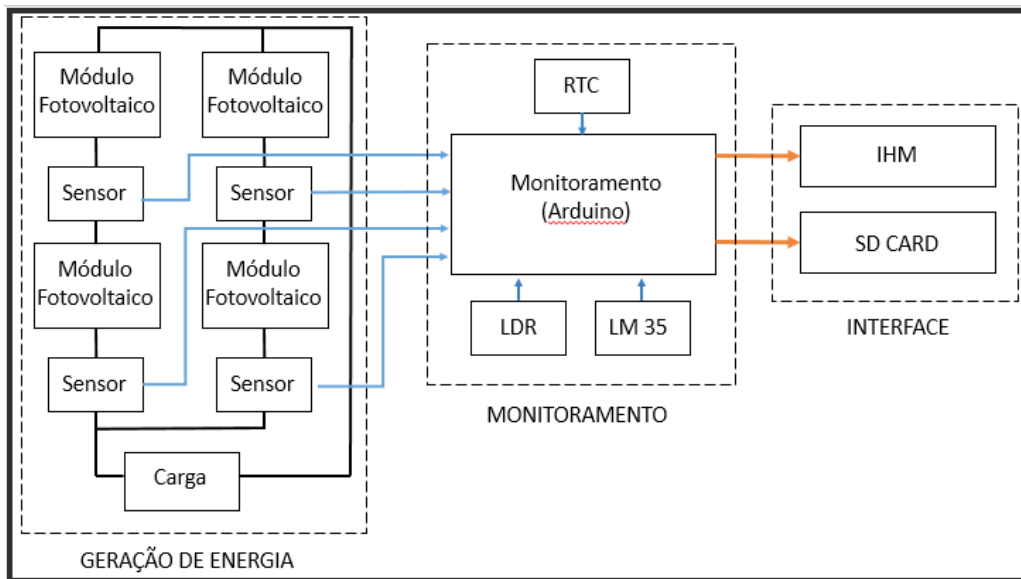 Módulo
Fotovoltaico
Módulo
Fotovoltaico
Sensor
Sensor
Módulo
Fotovoltaico
Módulo
Fotovoltaico
Sensor
Sensor
Carga
GERAÇÃO DE ENERGIA
RTC
Monitoramento
(Arduino)
LDR
LM 35
MONITORAMENTO
IHM
SD CARD
INTERFACE